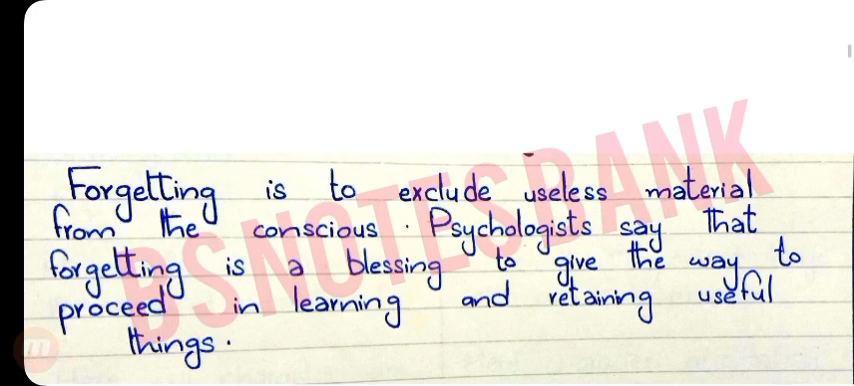 Forgetting is to exclude useless material
from the conscious. Psychologists say that
forgetting is a blessing to give the way to
proceed in learning and retaining useful
things.
BSNOTESBANK